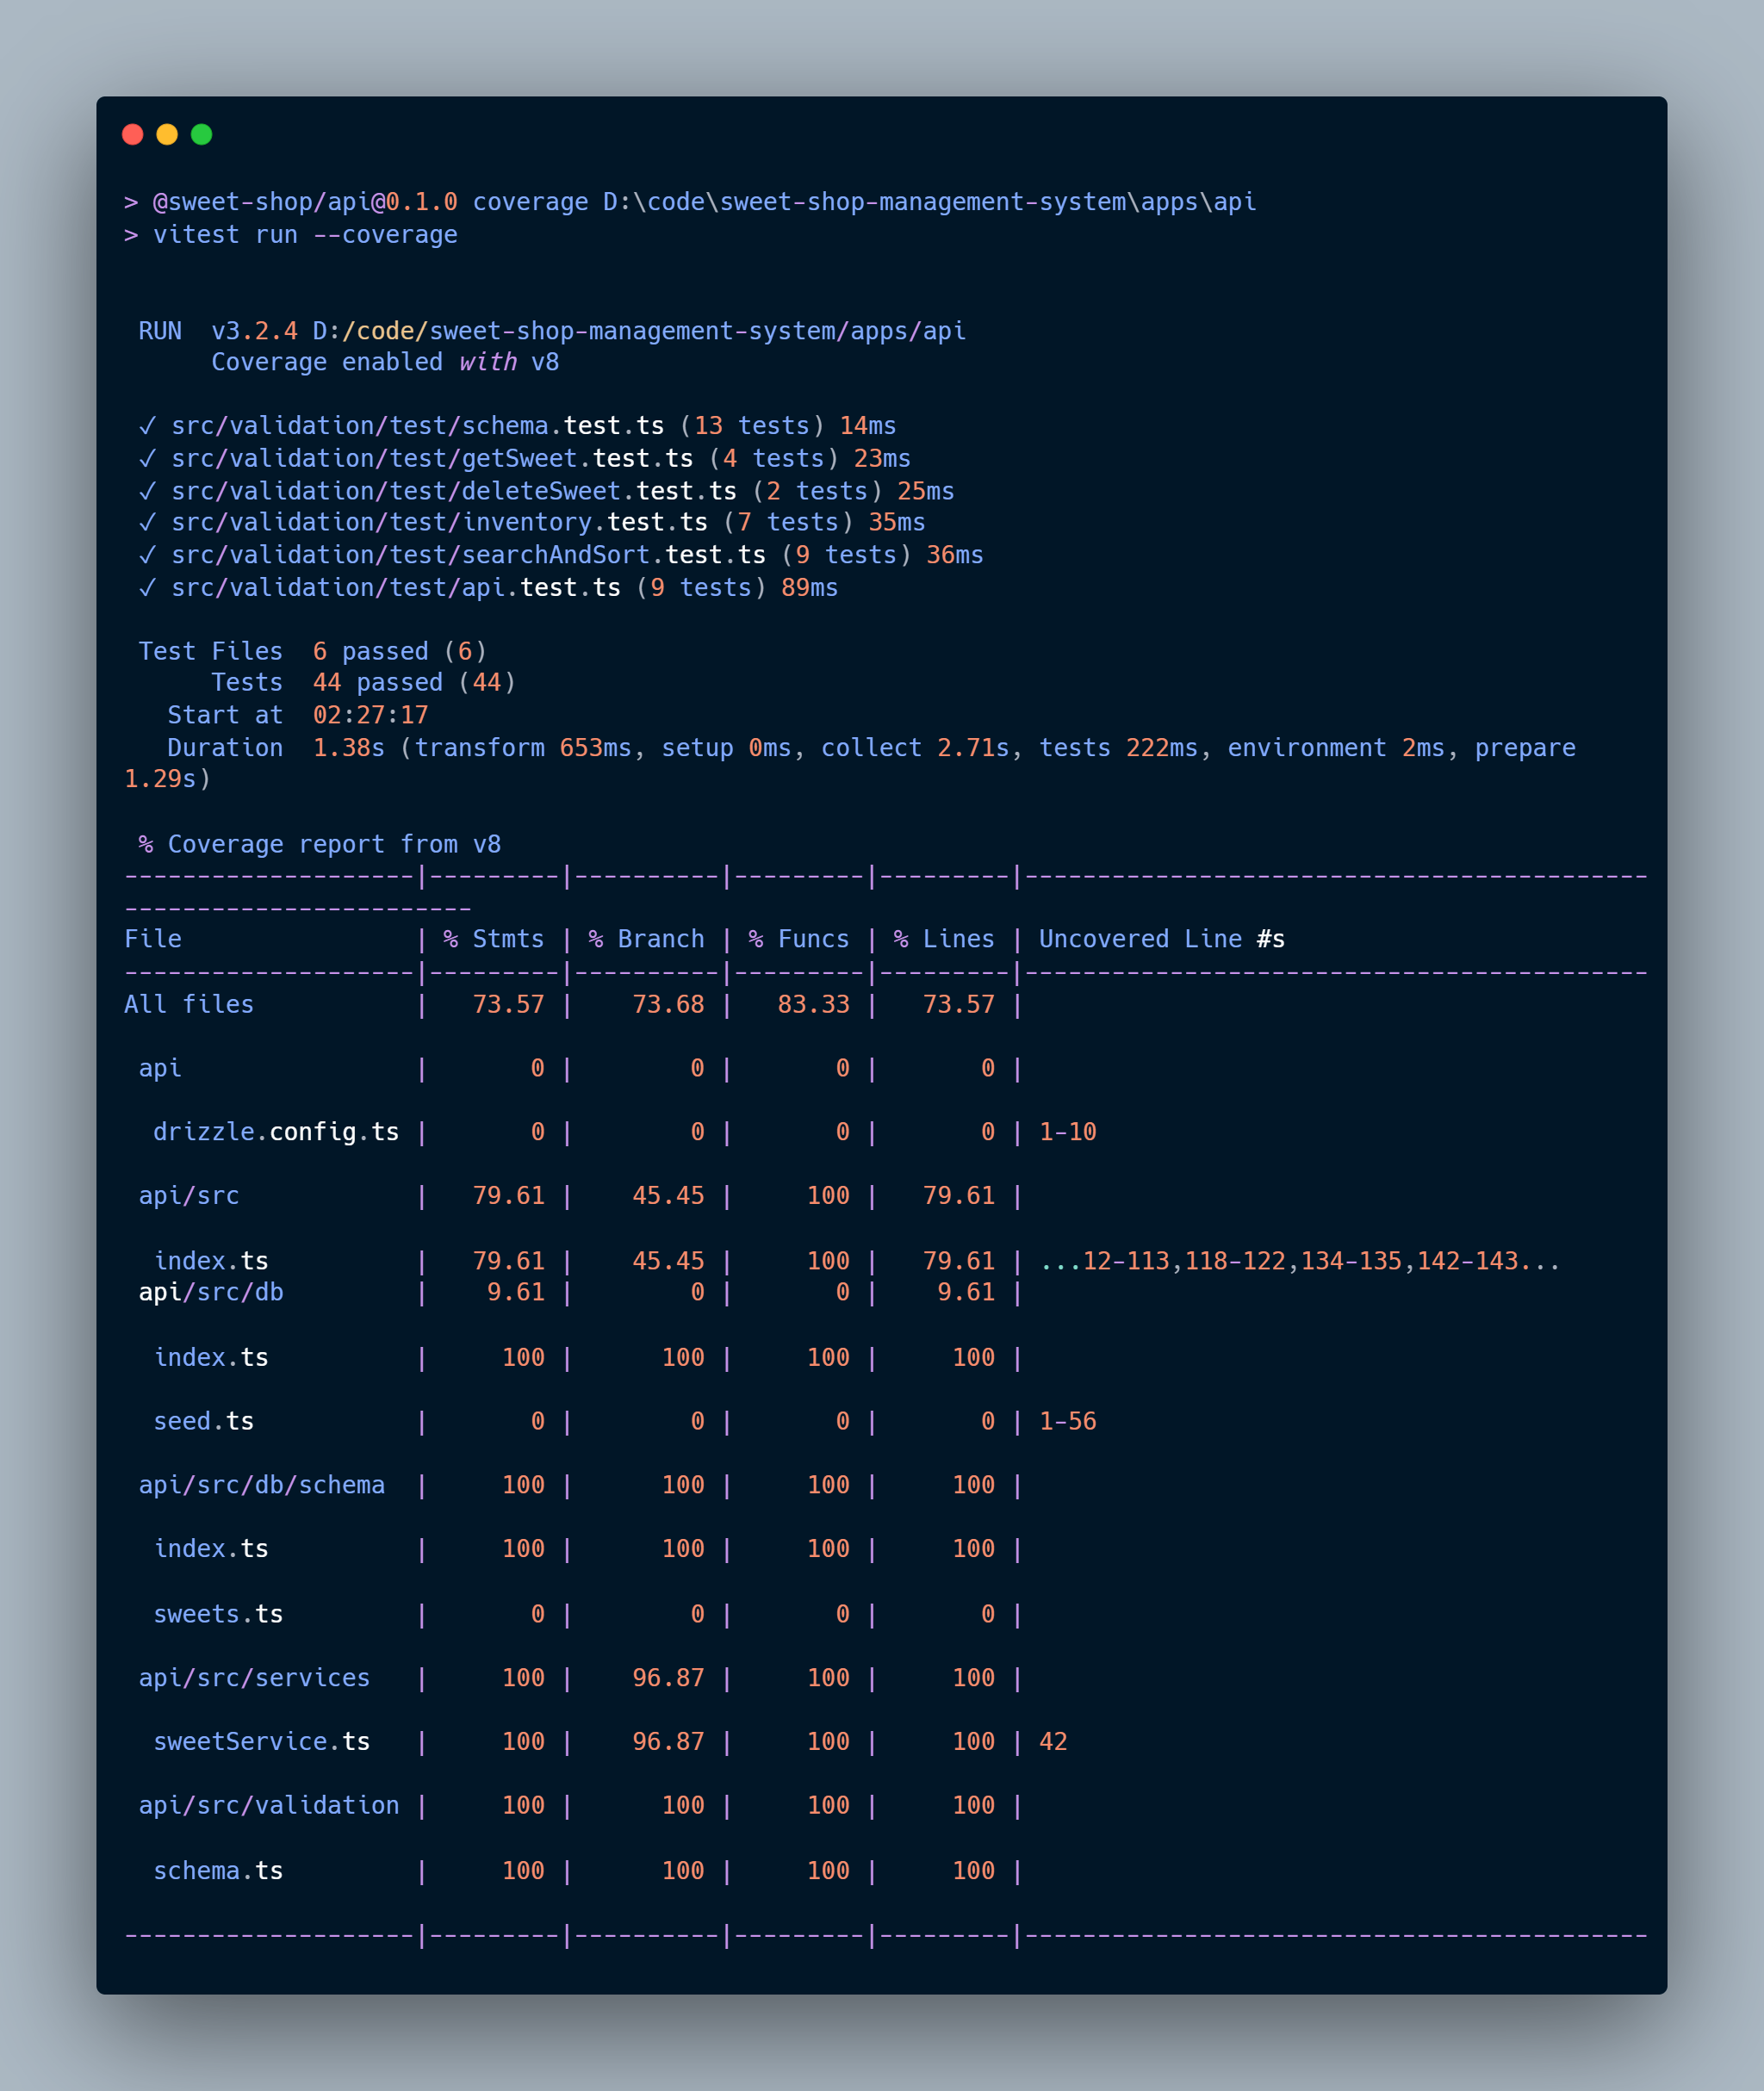 > @sweet-shop/api@0.1.0 coverage D:\code\sweet-shop-management-system\apps\api
> vitest run --coverage
RUN  v3.2.4 D:/code/sweet-shop-management-system/apps/api
Coverage enabled with v8
✓ src/validation/test/schema.test.ts (13 tests) 14ms
✓ src/validation/test/getSweet.test.ts (4 tests) 23ms
✓ src/validation/test/deleteSweet.test.ts (2 tests) 25ms
✓ src/validation/test/inventory.test.ts (7 tests) 35ms
✓ src/validation/test/searchAndSort.test.ts (9 tests) 36ms
✓ src/validation/test/api.test.ts (9 tests) 89ms
Test Files  6 passed (6)
Tests  44 passed (44)
Start at  02:27:17
Duration  1.38s (transform 653ms, setup 0ms, collect 2.71s, tests 222ms, environment 2ms, prepare
1.29s)
% Coverage report from v8
--------------------|---------|----------|---------|---------|-------------------------------------------
------------------------
File                | % Stmts | % Branch | % Funcs | % Lines | Uncovered Line #s
--------------------|---------|----------|---------|---------|-------------------------------------------
All files           |   73.57 |    73.68 |   83.33 |   73.57 |
 api                |       0 |        0 |       0 |       0 |
  drizzle.config.ts |       0 |        0 |       0 |       0 | 1-10
 api/src            |   79.61 |    45.45 |     100 |   79.61 |
  index.ts          |   79.61 |    45.45 |     100 |   79.61 | ...12-113,118-122,134-135,142-143...
 api/src/db         |    9.61 |        0 |       0 |    9.61 |
  index.ts          |     100 |      100 |     100 |     100 |
  seed.ts           |       0 |        0 |       0 |       0 | 1-56
 api/src/db/schema  |     100 |      100 |     100 |     100 |
  index.ts          |     100 |      100 |     100 |     100 |
  sweets.ts         |       0 |        0 |       0 |       0 |
 api/src/services   |     100 |    96.87 |     100 |     100 |
  sweetService.ts   |     100 |    96.87 |     100 |     100 | 42
 api/src/validation |     100 |      100 |     100 |     100 |
  schema.ts         |     100 |      100 |     100 |     100 |
--------------------|---------|----------|---------|---------|-------------------------------------------